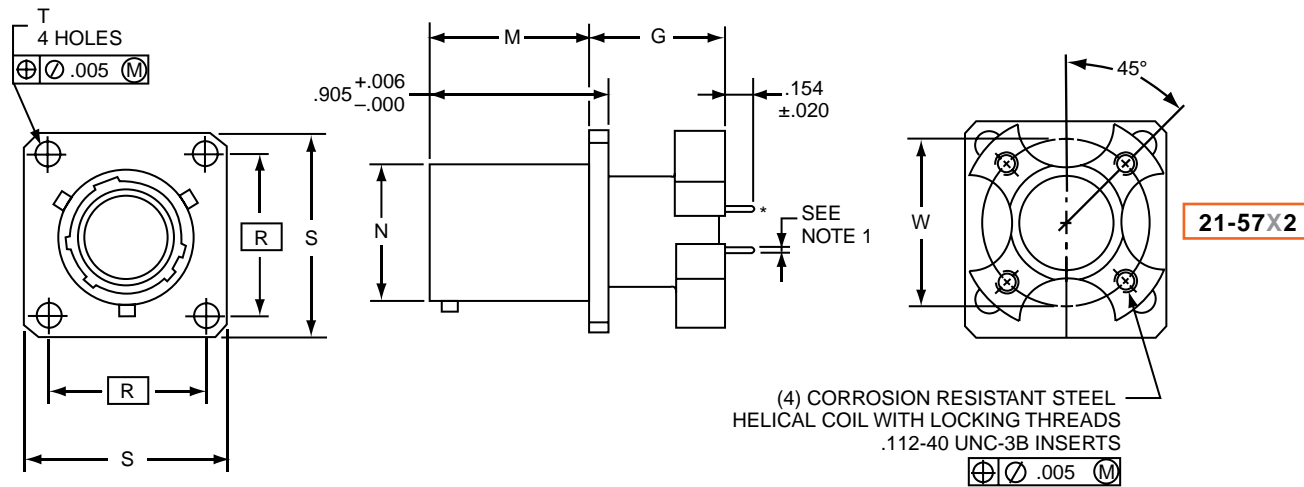 T
4 HOLES
⌖ ⌀ .005 Ⓜ
R
S
R
S
M
G
.905 +.006
–.000
.154
±.020
N
*
SEE
NOTE 1
45°
W
21-57X2
(4) CORROSION RESISTANT STEEL
HELICAL COIL WITH LOCKING THREADS
.112-40 UNC-3B INSERTS
⌖ ⌀ .005 Ⓜ